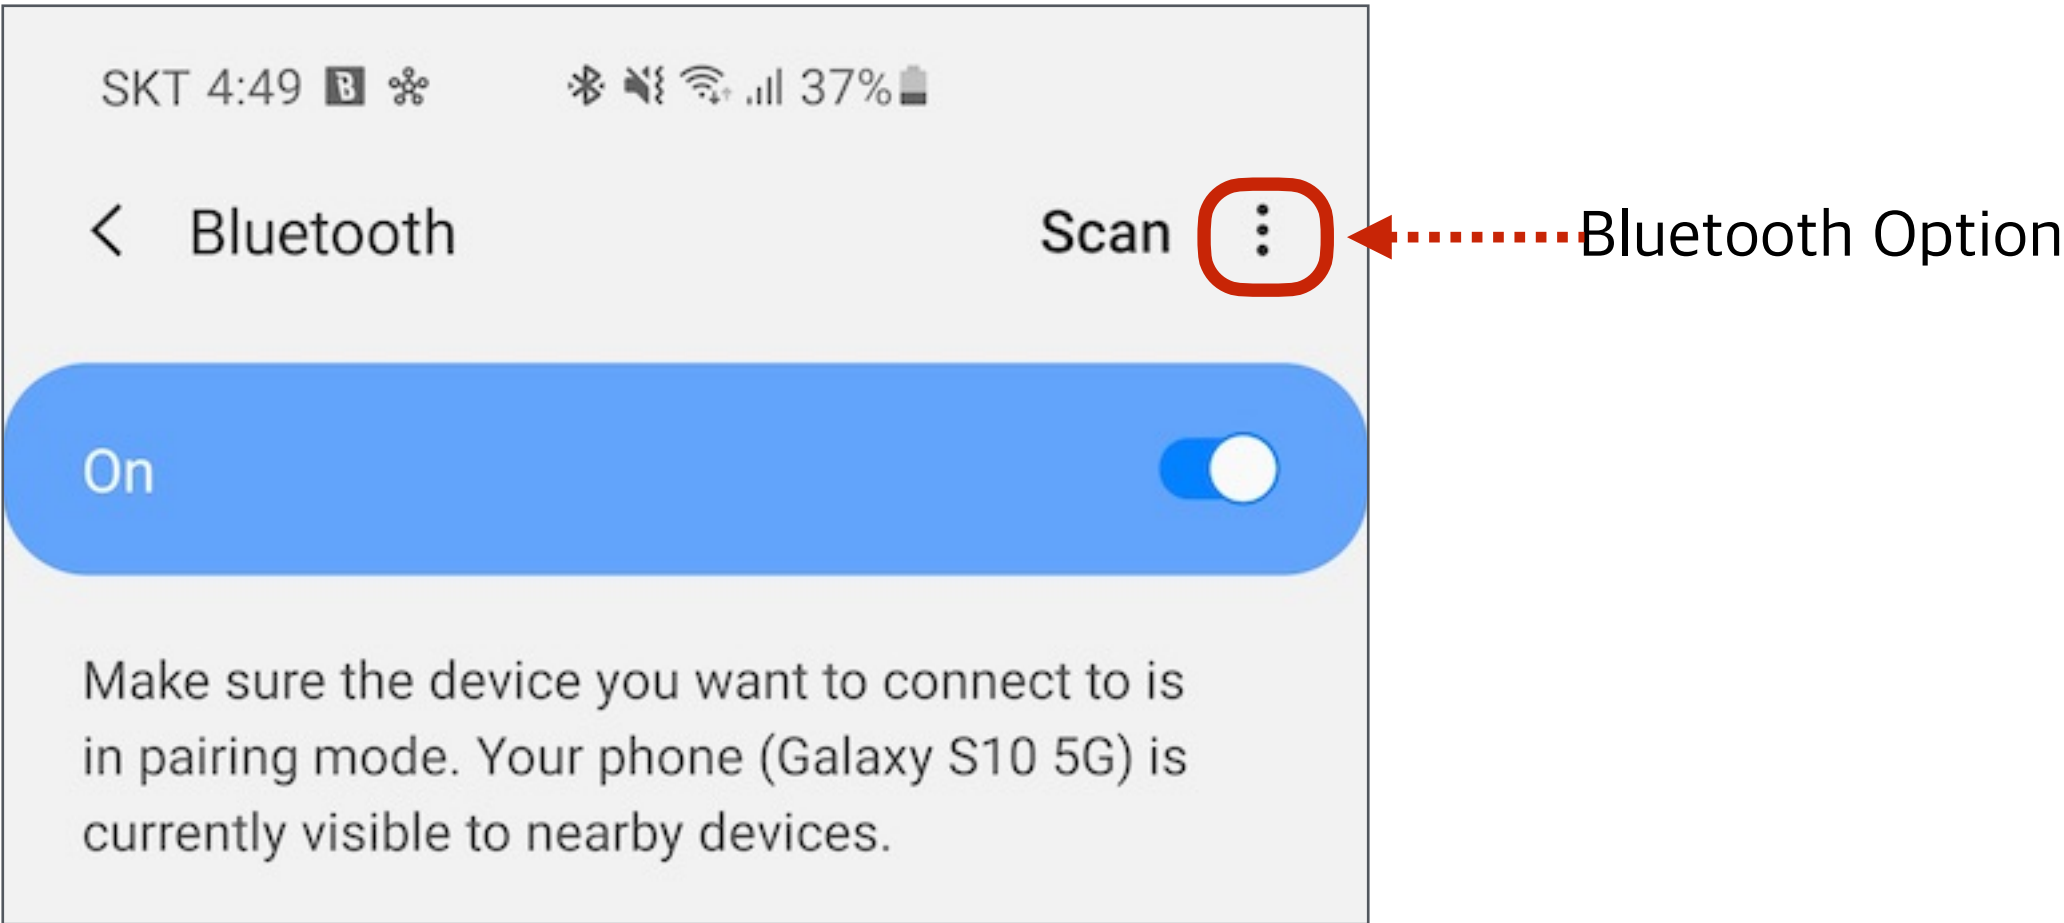 SKT 4:49 B 37%
Bluetooth Scan Bluetooth Option
On
Make sure the device you want to connect to is
in pairing mode. Your phone (Galaxy S10 5G) is
currently visible to nearby devices.